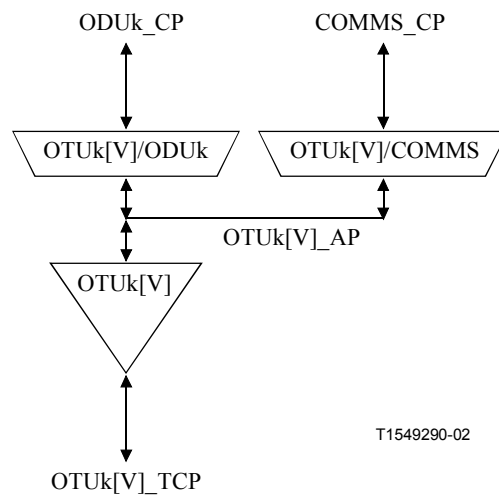 ODUk_CP COMMS_CP
OTUk[V]/ODUk OTUk[V]/COMMS
OTUk[V]_AP
OTUk[V]
T1549290-02
OTUk[V]_TCP